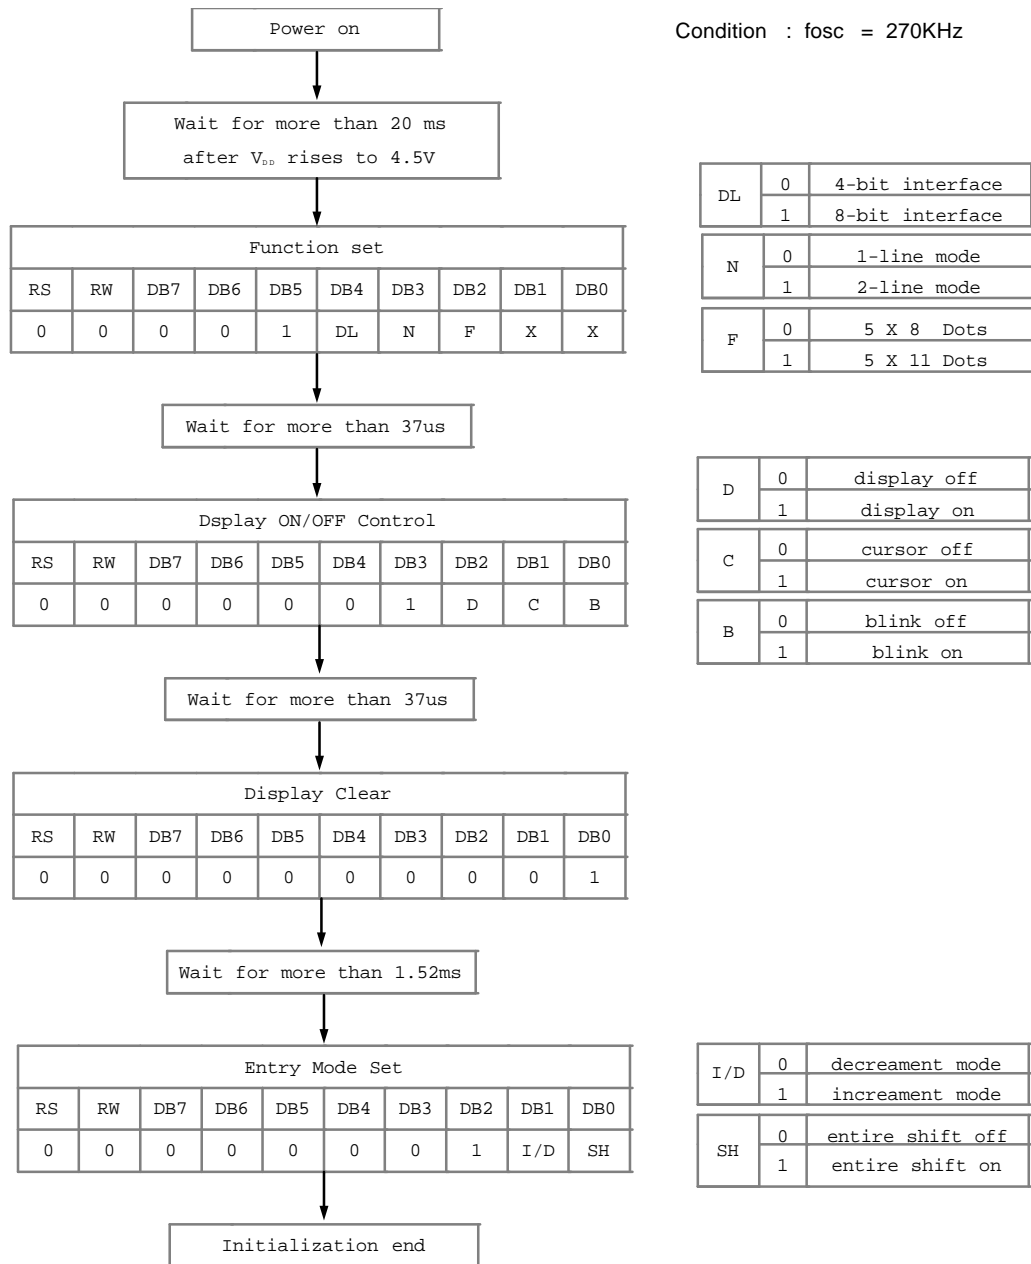 Power on
Condition : fosc = 270KHz
Wait for more than 20 ms
after VDD rises to 4.5V
Function set
RS RW DB7 DB6 DB5 DB4 DB3 DB2 DB1 DB0
0 0 0 0 1 DL N F X X
DL 0 4-bit interface
1 8-bit interface
N 0 1-line mode
1 2-line mode
F 0 5 X 8 Dots
1 5 X 11 Dots
Wait for more than 37us
Dsplay ON/OFF Control
RS RW DB7 DB6 DB5 DB4 DB3 DB2 DB1 DB0
0 0 0 0 0 0 1 D C B
D 0 display off
1 display on
C 0 cursor off
1 cursor on
B 0 blink off
1 blink on
Wait for more than 37us
Display Clear
RS RW DB7 DB6 DB5 DB4 DB3 DB2 DB1 DB0
0 0 0 0 0 0 0 0 0 1
Wait for more than 1.52ms
Entry Mode Set
RS RW DB7 DB6 DB5 DB4 DB3 DB2 DB1 DB0
0 0 0 0 0 0 0 1 I/D SH
I/D 0 decreament mode
1 increament mode
SH 0 entire shift off
1 entire shift on
Initialization end